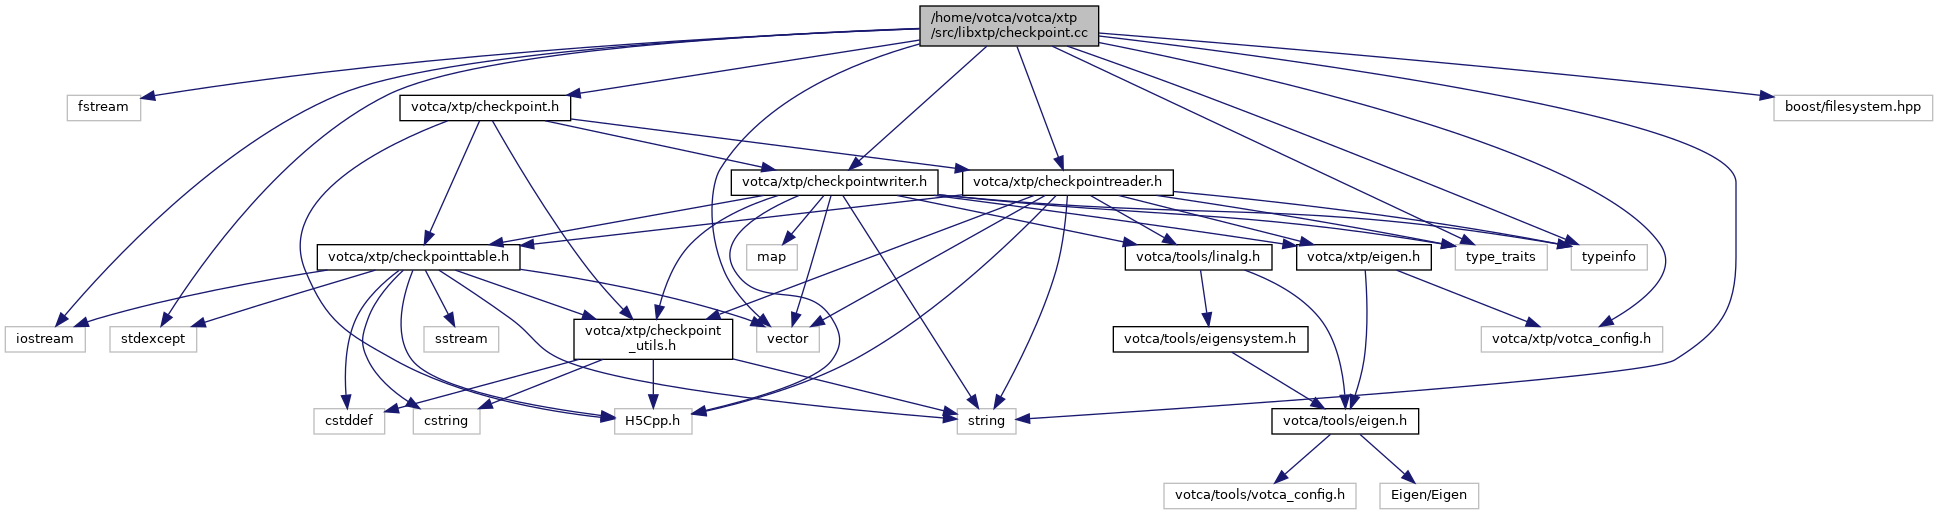 /home/votca/votca/xtp
/src/libxtp/checkpoint.cc
fstream
votca/xtp/checkpoint.h
boost/filesystem.hpp
votca/xtp/checkpointwriter.h
votca/xtp/checkpointreader.h
votca/xtp/checkpointtable.h
map
votca/tools/linalg.h
votca/xtp/eigen.h
type_traits
typeinfo
iostream
stdexcept
sstream
votca/xtp/checkpoint
_utils.h
vector
votca/tools/eigensystem.h
votca/xtp/votca_config.h
cstddef
cstring
H5Cpp.h
string
votca/tools/eigen.h
votca/tools/votca_config.h
Eigen/Eigen